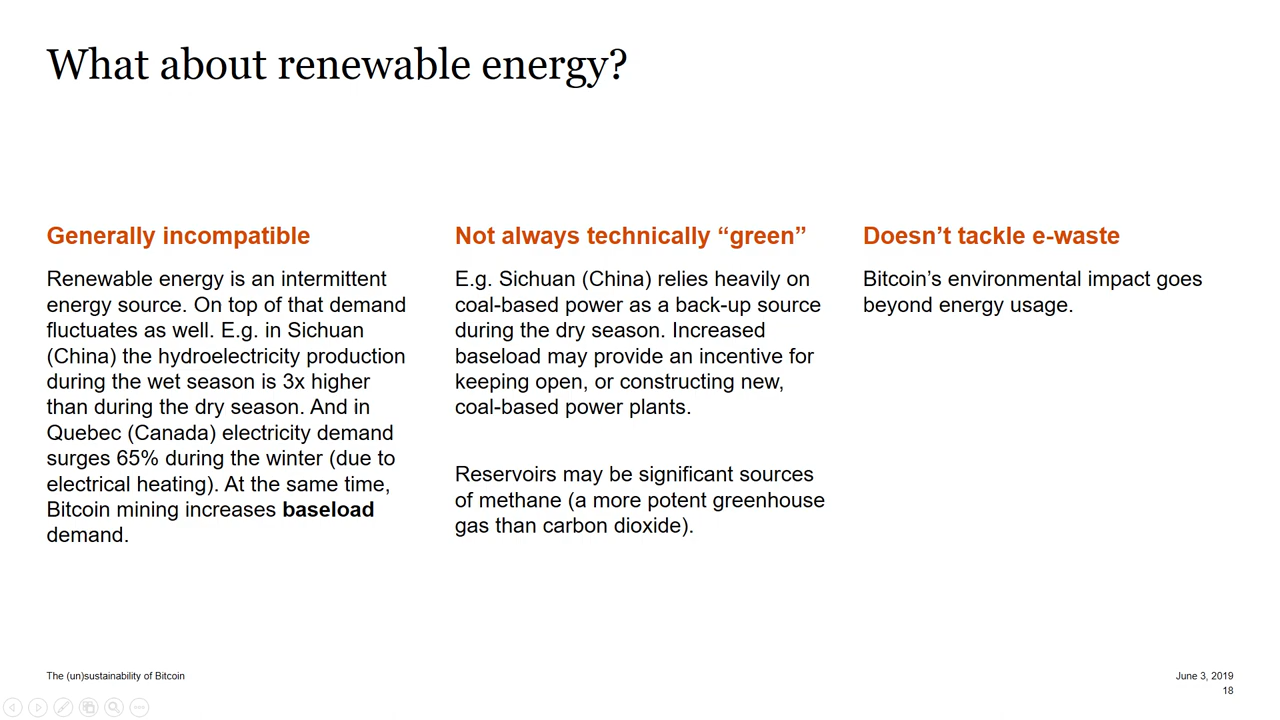 What about renewable energy?
Generally incompatible
Renewable energy is an intermittent
energy source. On top of that demand
fluctuates as well. E.g. in Sichuan
(China) the hydroelectricity production
during the wet season is 3x higher
than during the dry season. And in
Quebec (Canada) electricity demand
surges 65% during the winter (due to
electrical heating). At the same time,
Bitcoin mining increases baseload
demand.
Not always technically “green”
E.g. Sichuan (China) relies heavily on
coal-based power as a back-up source
during the dry season. Increased
baseload may provide an incentive for
keeping open, or constructing new,
coal-based power plants.
Reservoirs may be significant sources
of methane (a more potent greenhouse
gas than carbon dioxide).
Doesn’t tackle e-waste
Bitcoin’s environmental impact goes
beyond energy usage.
The (un)sustainability of Bitcoin
June 3, 2019
18